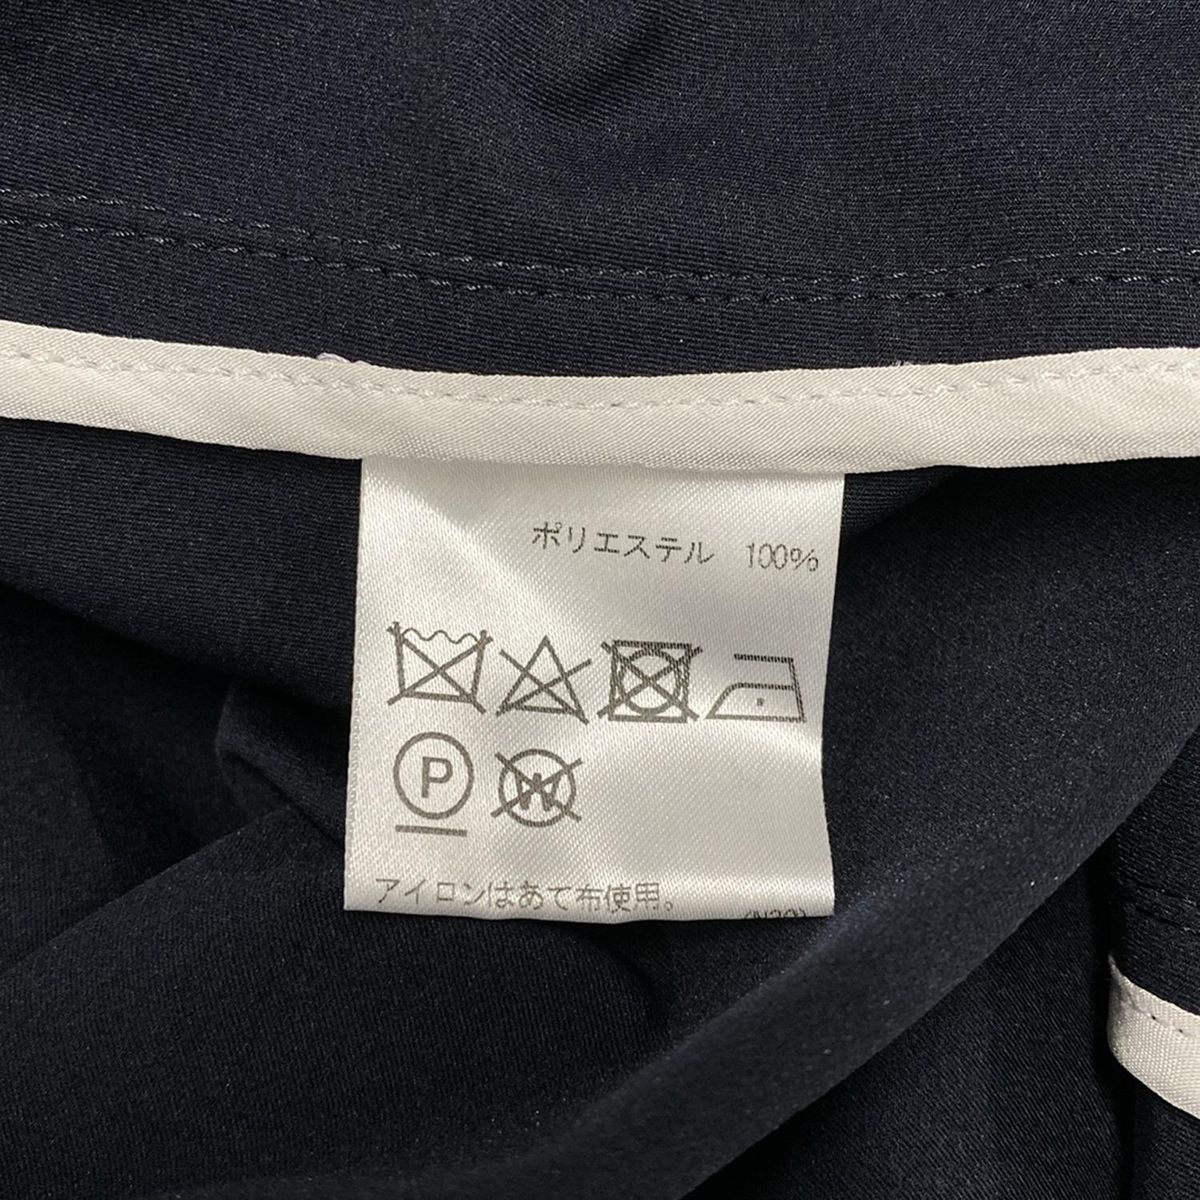 ポリエステル 100%
P W
アイロンはあて布使用。